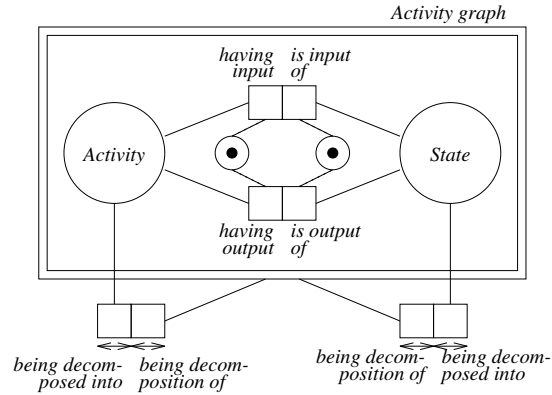 Activity graph
having is input
input of
Activity
State
having is output
output of
being decom- being decom-
posed into position of
being decom- being decom-
position of posed into